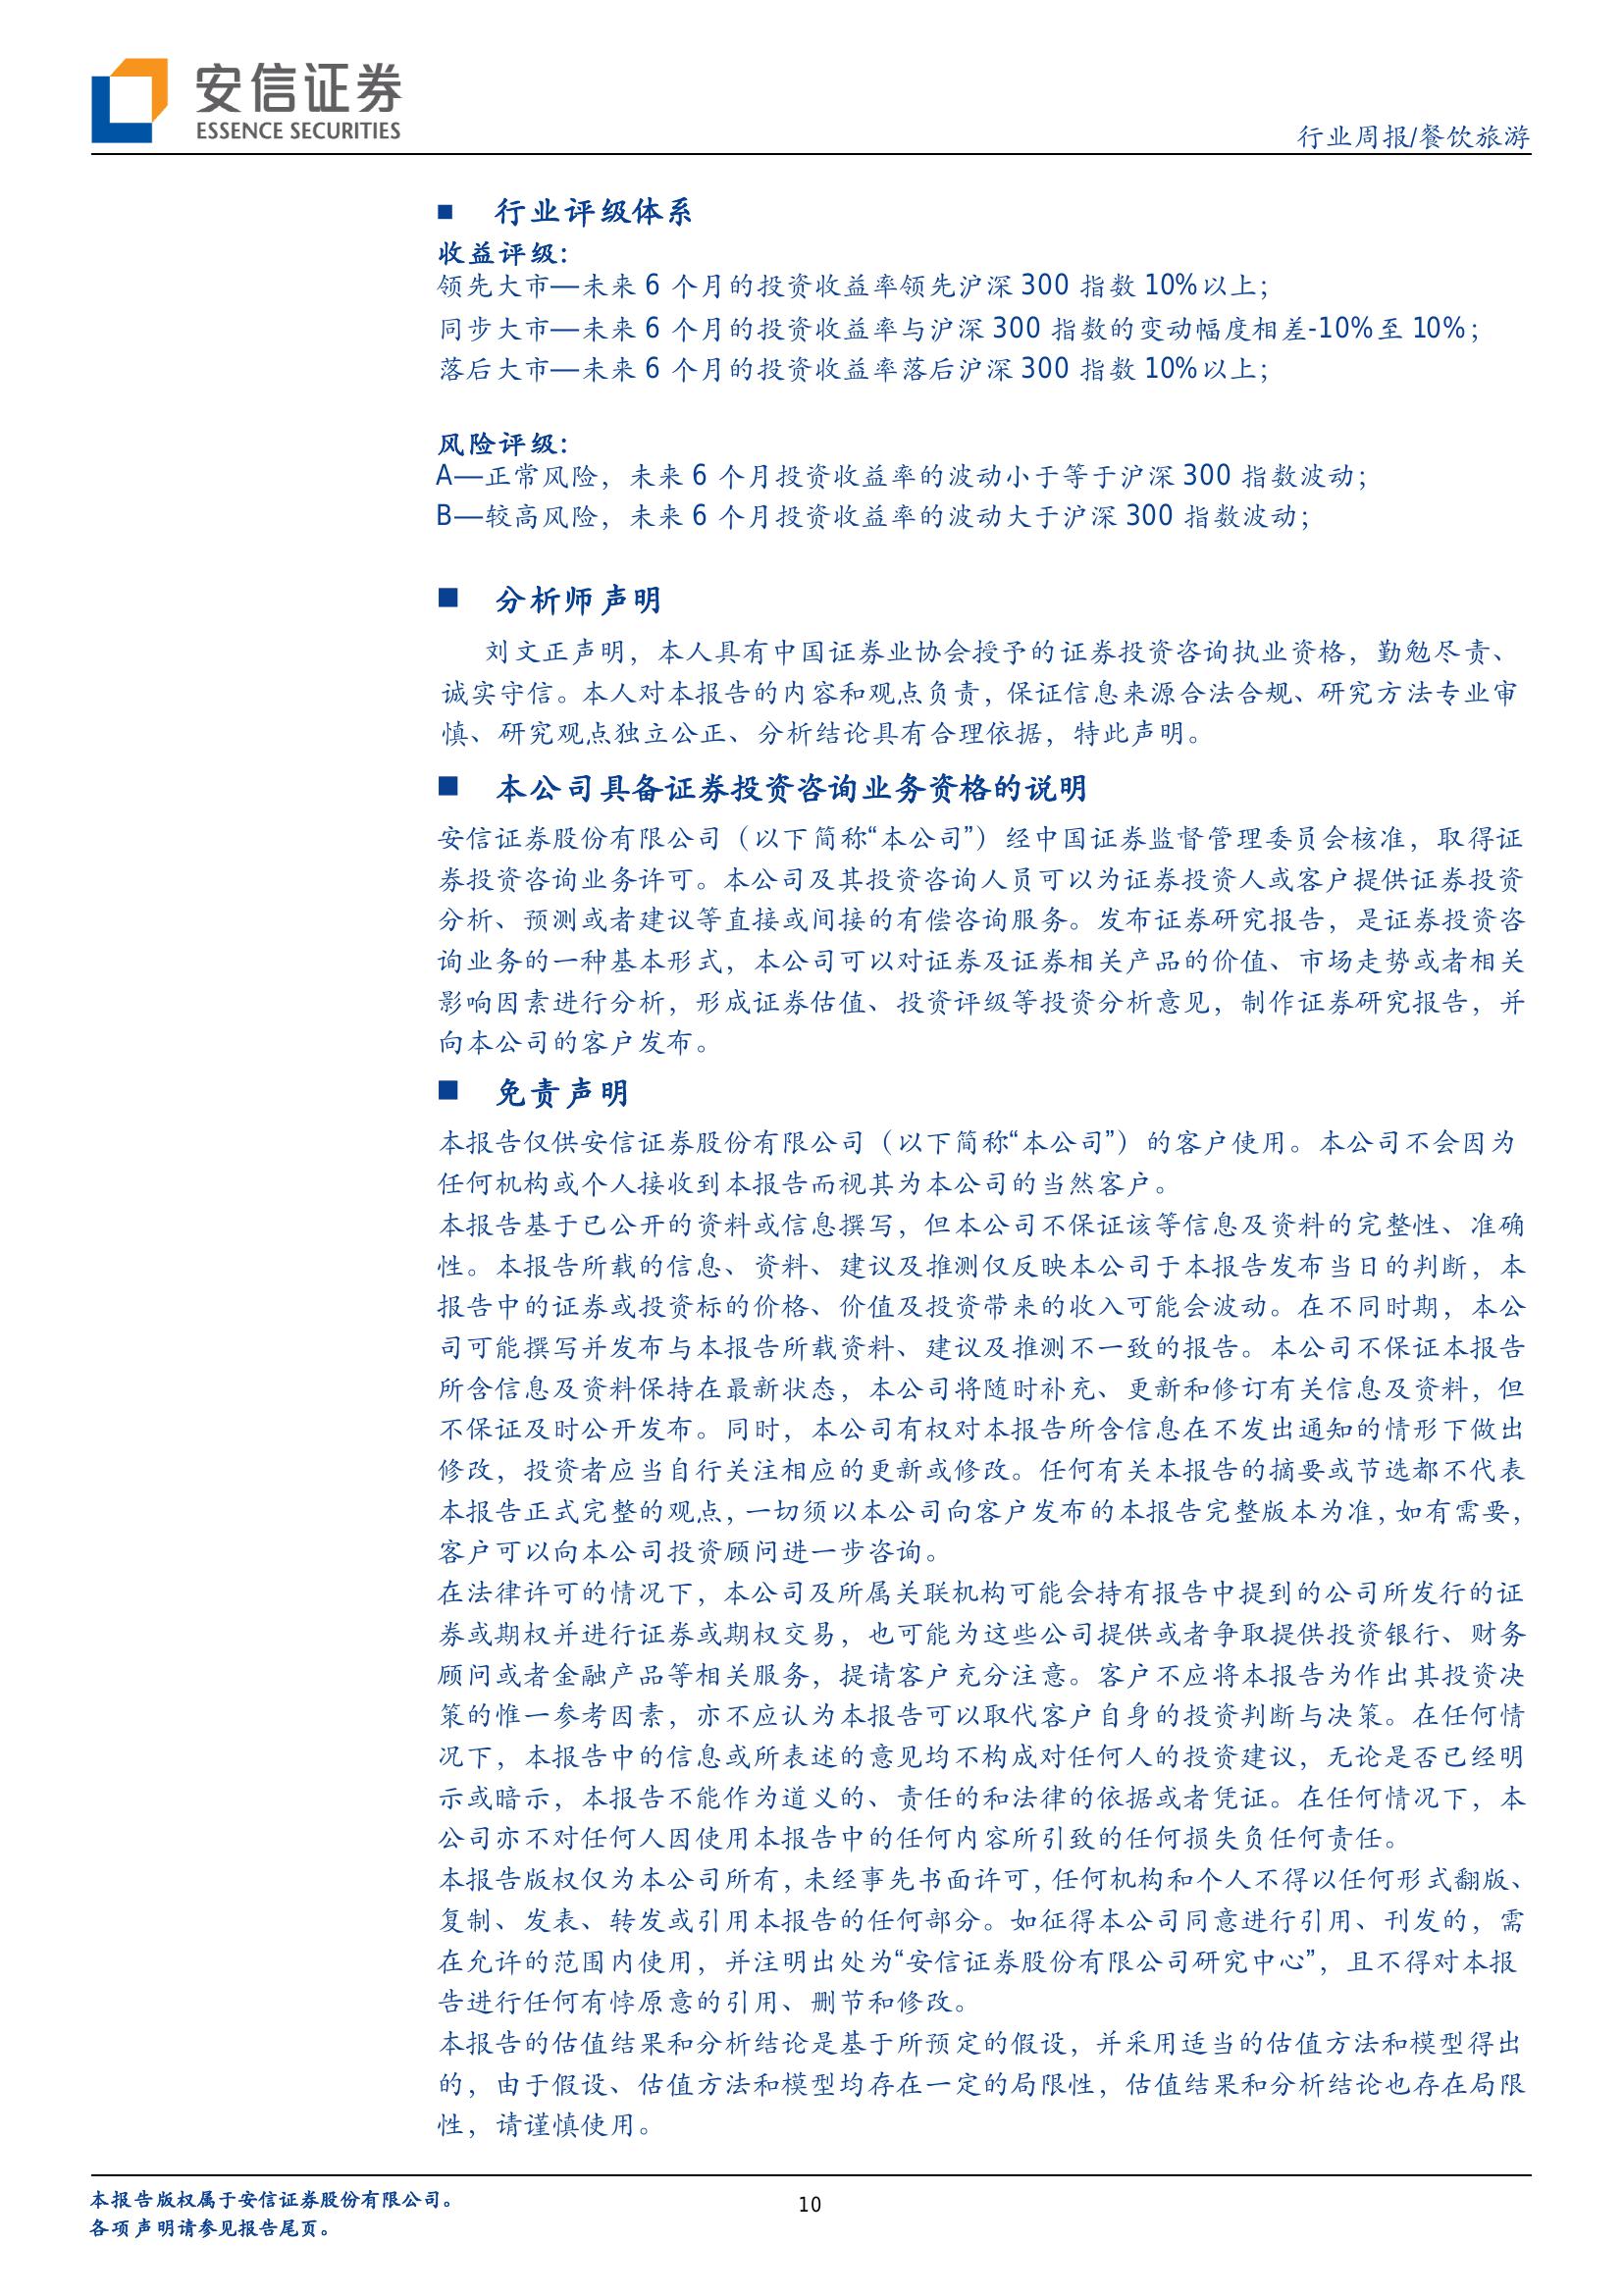 安信证券
ESSENCE SECURITIES
行业周报/餐饮旅游
■ 行业评级体系
收益评级：
领先大市—未来 6 个月的投资收益率领先沪深 300 指数 10%以上；
同步大市—未来 6 个月的投资收益率与沪深 300 指数的变动幅度相差-10%至 10%；
落后大市—未来 6 个月的投资收益率落后沪深 300 指数 10%以上；
风险评级：
A—正常风险，未来 6 个月投资收益率的波动小于等于沪深 300 指数波动；
B—较高风险，未来 6 个月投资收益率的波动大于沪深 300 指数波动；
■ 分析师声明
刘文正声明，本人具有中国证券业协会授予的证券投资咨询执业资格，勤勉尽责、
诚实守信。本人对本报告的内容和观点负责，保证信息来源合法合规、研究方法专业审
慎、研究观点独立公正、分析结论具有合理依据，特此声明。
■ 本公司具备证券投资咨询业务资格的说明
安信证券股份有限公司（以下简称“本公司”）经中国证券监督管理委员会核准，取得证
券投资咨询业务许可。本公司及其投资咨询人员可以为证券投资人或客户提供证券投资
分析、预测或者建议等直接或间接的有偿咨询服务。发布证券研究报告，是证券投资咨
询业务的一种基本形式，本公司可以对证券及证券相关产品的价值、市场走势或者相关
影响因素进行分析，形成证券估值、投资评级等投资分析意见，制作证券研究报告，并
向本公司的客户发布。
■ 免责声明
本报告仅供安信证券股份有限公司（以下简称“本公司”）的客户使用。本公司不会因为
任何机构或个人接收到本报告而视其为本公司的当然客户。
本报告基于已公开的资料或信息撰写，但本公司不保证该等信息及资料的完整性、准确
性。本报告所载的信息、资料、建议及推测仅反映本公司于本报告发布当日的判断，本
报告中的证券或投资标的价格、价值及投资带来的收入可能会波动。在不同时期，本公
司可能撰写并发布与本报告所载资料、建议及推测不一致的报告。本公司不保证本报告
所含信息及资料保持在最新状态，本公司将随时补充、更新和修订有关信息及资料，但
不保证及时公开发布。同时，本公司有权对本报告所含信息在不发出通知的情形下做出
修改，投资者应当自行关注相应的更新或修改。任何有关本报告的摘要或节选都不代表
本报告正式完整的观点，一切须以本公司向客户发布的本报告完整版本为准，如有需要，
客户可以向本公司投资顾问进一步咨询。
在法律许可的情况下，本公司及所属关联机构可能会持有报告中提到的公司所发行的证
券或期权并进行证券或期权交易，也可能为这些公司提供或者争取提供投资银行、财务
顾问或者金融产品等相关服务，提请客户充分注意。客户不应将本报告为作出其投资决
策的惟一参考因素，亦不应认为本报告可以取代客户自身的投资判断与决策。在任何情
况下，本报告中的信息或所表述的意见均不构成对任何人的投资建议，无论是否已经明
示或暗示，本报告不能作为道义的、责任的和法律的依据或者凭证。在任何情况下，本
公司亦不对任何人因使用本报告中的任何内容所引致的任何损失负任何责任。
本报告版权仅为本公司所有，未经事先书面许可，任何机构和个人不得以任何形式翻版、
复制、发表、转发或引用本报告的任何部分。如征得本公司同意进行引用、刊发的，需
在允许的范围内使用，并注明出处为“安信证券股份有限公司研究中心”，且不得对本报
告进行任何有悖原意的引用、删节和修改。
本报告的估值结果和分析结论是基于所预定的假设，并采用适当的估值方法和模型得出
的，由于假设、估值方法和模型均存在一定的局限性，估值结果和分析结论也存在局限
性，请谨慎使用。
本报告版权属于安信证券股份有限公司。
各项声明请参见报告尾页。
10